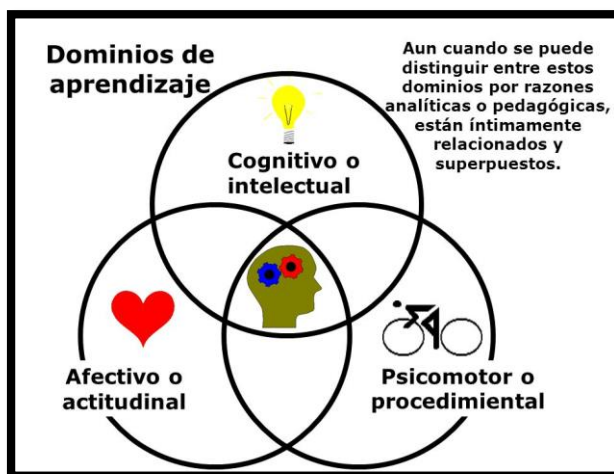 Dominios de
aprendizaje
Aun cuando se puede
distinguir entre estos
dominios por razones
analíticas o pedagógicas,
están íntimamente
relacionados y
superpuestos.
Cognitivo o
intelectual
Afectivo o
actitudinal
Psicomotor o
procedimiental